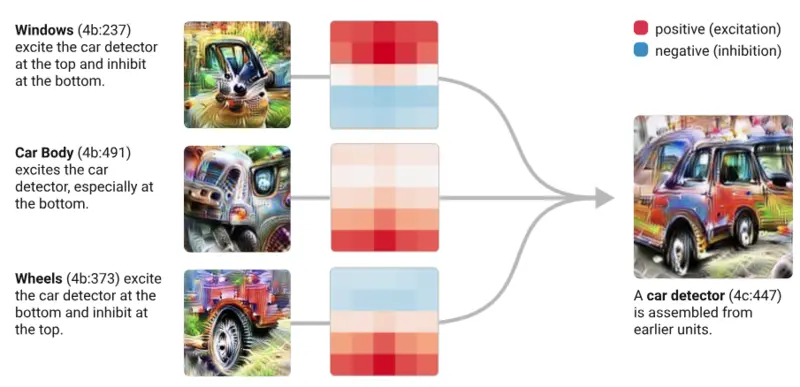 Windows (4b:237)
excite the car detector
at the top and inhibit
at the bottom.
Car Body (4b:491)
excites the car
detector, especially at
the bottom.
Wheels (4b:373) excite
the car detector at the
bottom and inhibit at
the top.
positive (excitation)
negative (inhibition)
A car detector (4c:447)
is assembled from
earlier units.